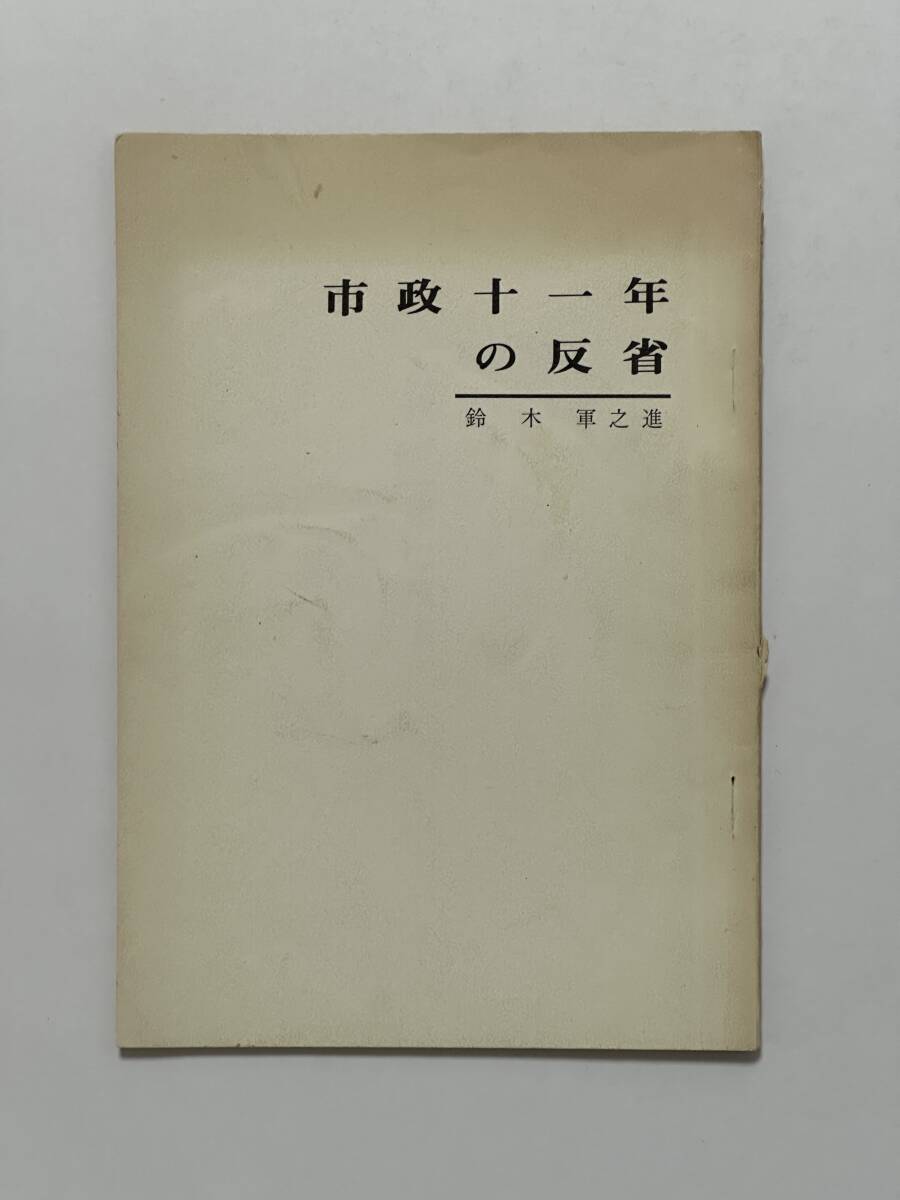 市政十一年
の反省
鈴木軍之進